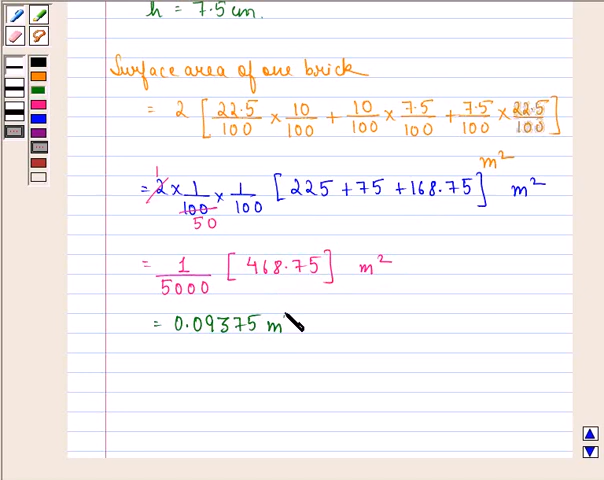 h = 7.5 cm.
Surface area of one brick
= 2 [ 22.5/100 × 10/100 + 10/100 × 7.5/100 + 7.5/100 × 22.5/100 ]
m²
= 2 × 1/100 × 1/100 [ 225 + 75 + 168.75 ] m²
1
50
= 1/5000 [ 468.75 ] m²
= 0.09375 m